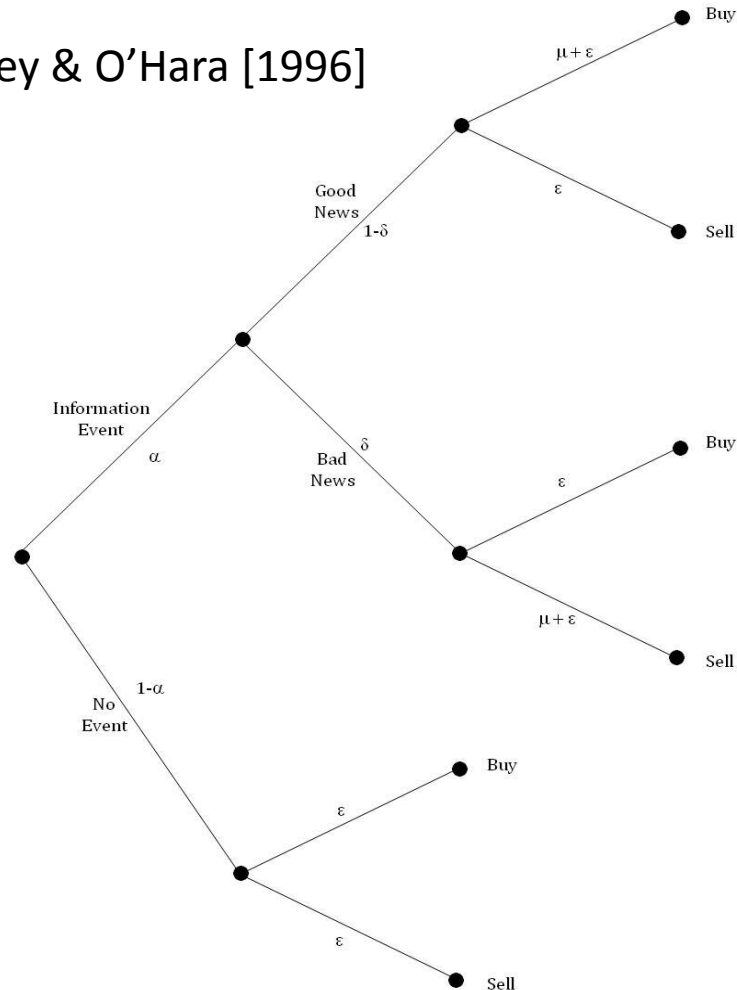 ey & O’Hara [1996]
Buy
μ + ε
ε
Sell
Good
News
1-δ
Information
Event
α
δ
Bad
News
Buy
ε
μ + ε
Sell
1-α
No
Event
Buy
ε
ε
Sell